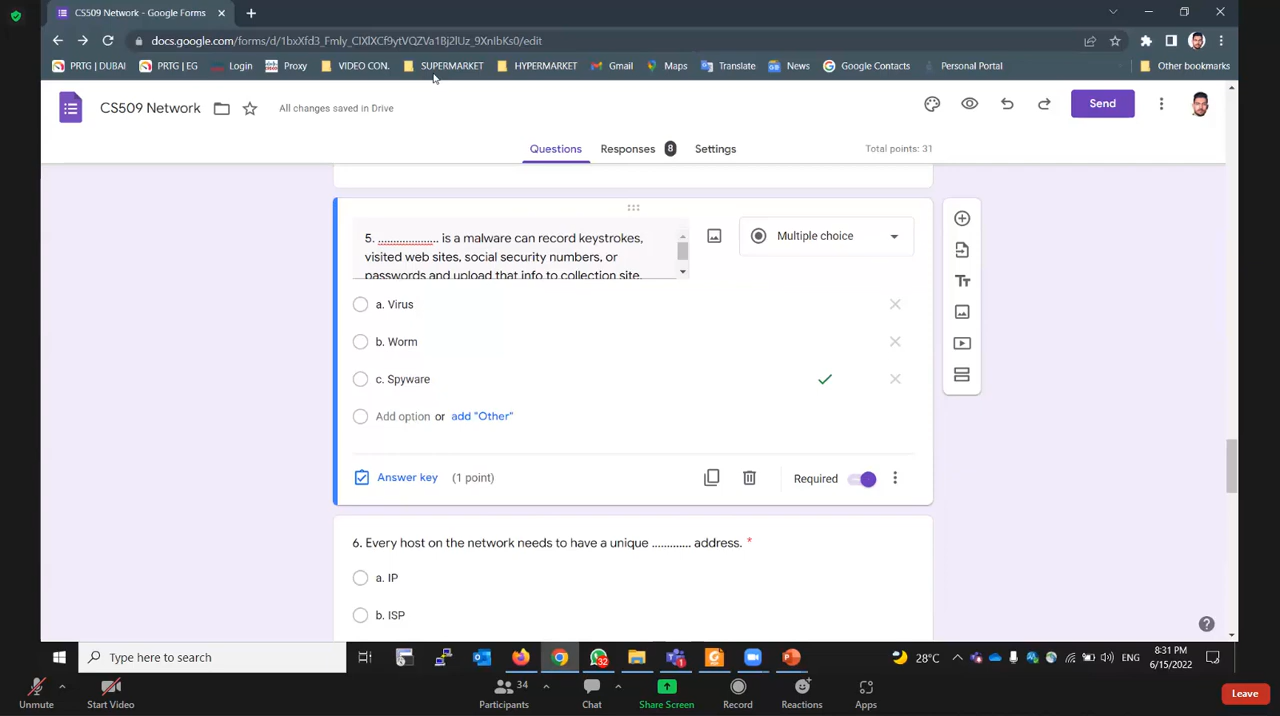 CS509 Network - Google Forms
docs.google.com/forms/d/1bxXfd3_Fmly_ClXlXCf9ytVQZVa1Bj2lUz_9XnIbKs0/edit
PRTG | DUBAI PRTG | EG Login Proxy VIDEO CON. SUPERMARKET HYPERMARKET Gmail Maps Translate News Google Contacts Personal Portal Other bookmarks
CS509 Network All changes saved in Drive Send
Questions Responses 8 Settings Total points: 31
5. ................... is a malware can record keystrokes,
visited web sites, social security numbers, or
passwords and upload that info to collection site.
Multiple choice
a. Virus
b. Worm
c. Spyware
Add option or add "Other"
Answer key (1 point) Required
6. Every host on the network needs to have a unique ............. address. *
a. IP
b. ISP
Type here to search 32 1 28°C ENG 8:31 PM
6/15/2022
Unmute Start Video Participants 34 Chat Share Screen Record Reactions Apps Leave